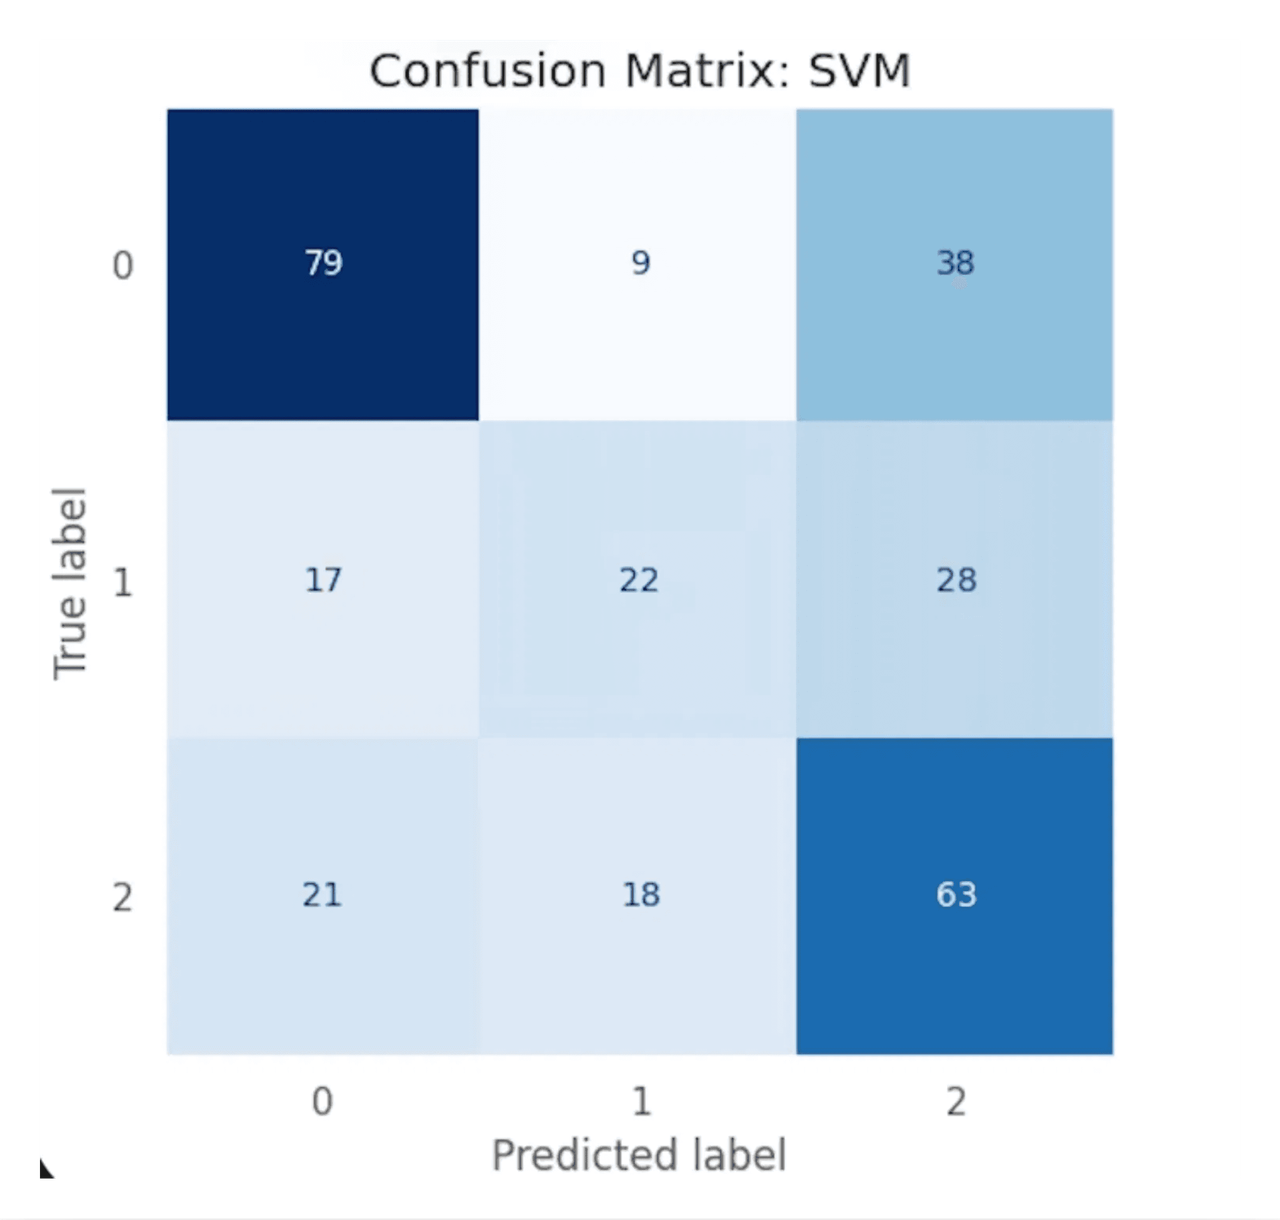 Confusion Matrix: SVM
0 79 9 38
True label
1 17 22 28
2 21 18 63
0 1 2
Predicted label